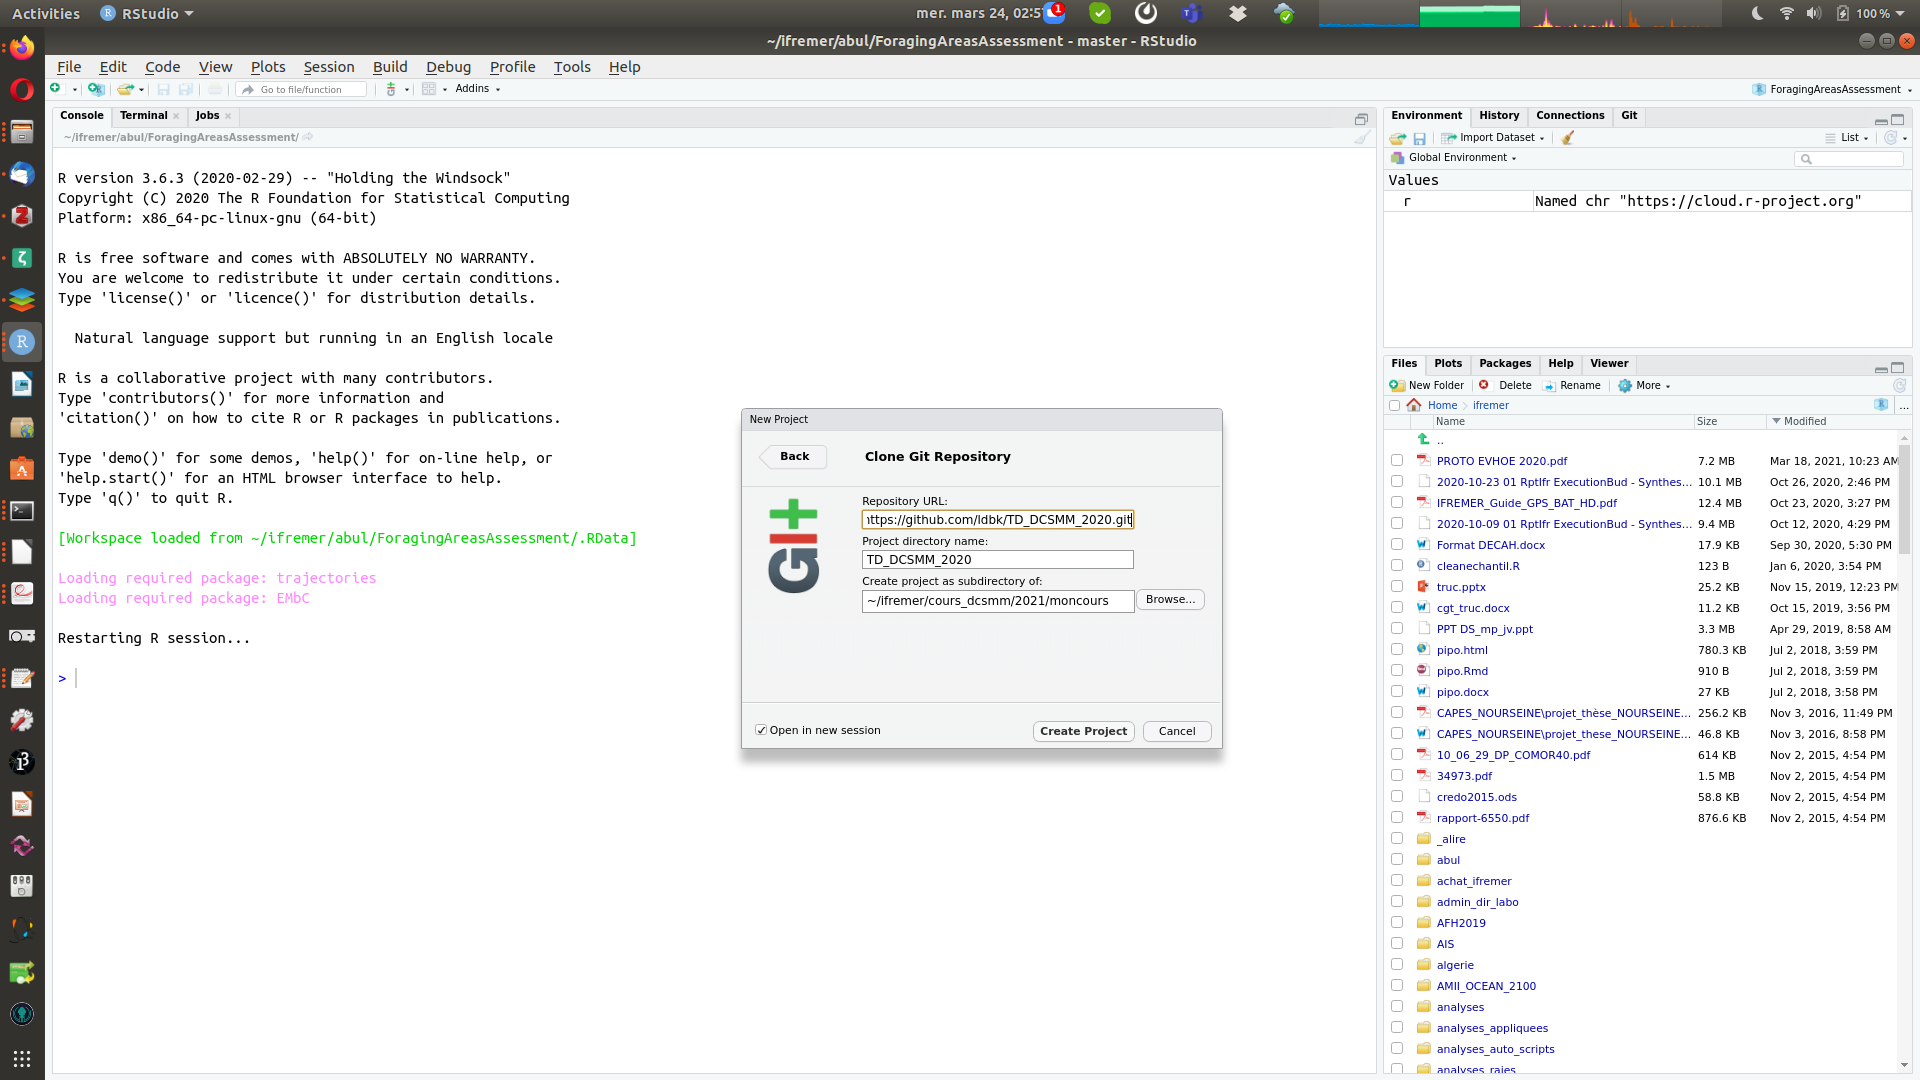 Activities
RStudio
mer. mars 24, 02:5
1
100 %
~/ifremer/abul/ForagingAreasAssessment - master - RStudio
File Edit Code View Plots Session Build Debug Profile Tools Help
Go to file/function
Addins
ForagingAreasAssessment
Console Terminal Jobs
~/ifremer/abul/ForagingAreasAssessment/
R version 3.6.3 (2020-02-29) -- "Holding the Windsock"
Copyright (C) 2020 The R Foundation for Statistical Computing
Platform: x86_64-pc-linux-gnu (64-bit)
R is free software and comes with ABSOLUTELY NO WARRANTY.
You are welcome to redistribute it under certain conditions.
Type 'license()' or 'licence()' for distribution details.
Natural language support but running in an English locale
R is a collaborative project with many contributors.
Type 'contributors()' for more information and
'citation()' on how to cite R or R packages in publications.
Type 'demo()' for some demos, 'help()' for on-line help, or
'help.start()' for an HTML browser interface to help.
Type 'q()' to quit R.
[Workspace loaded from ~/ifremer/abul/ForagingAreasAssessment/.RData]
Loading required package: trajectories
Loading required package: EMbC
Restarting R session...
>
New Project
Back
Clone Git Repository
Git
Repository URL:
https://github.com/ldbk/TD_DCSMM_2020.git
Project directory name:
TD_DCSMM_2020
Create project as subdirectory of:
~/ifremer/cours_dcsmm/2021/moncours
Browse...
Open in new session
Create Project
Cancel
Environment History Connections Git
Import Dataset
List
Global Environment
Values
r Named chr "https://cloud.r-project.org"
Files Plots Packages Help Viewer
New Folder Delete Rename More
Home ifremer ...
Name Size Modified
..
PROTO EVHOE 2020.pdf 7.2 MB Mar 18, 2021, 10:23 AM
2020-10-23 01 RptIfr ExecutionBud - Synthes... 10.1 MB Oct 26, 2020, 2:46 PM
IFREMER_Guide_GPS_BAT_HD.pdf 12.4 MB Oct 23, 2020, 3:27 PM
2020-10-09 01 RptIfr ExecutionBud - Synthes... 9.4 MB Oct 12, 2020, 4:29 PM
Format DECAH.docx 17.9 KB Sep 30, 2020, 5:30 PM
cleanechantil.R 123 B Jan 6, 2020, 3:54 PM
truc.pptx 25.2 KB Nov 15, 2019, 12:23 PM
cgt_truc.docx 11.2 KB Oct 15, 2019, 3:56 PM
PPT DS_mp_jv.ppt 3.3 MB Apr 29, 2019, 8:58 AM
pipo.html 780.3 KB Jul 2, 2018, 3:59 PM
pipo.Rmd 910 B Jul 2, 2018, 3:59 PM
pipo.docx 27 KB Jul 2, 2018, 3:58 PM
CAPES_NOURSEINE\projet_thèse_NOURSEINE... 256.2 KB Nov 3, 2016, 11:49 PM
CAPES_NOURSEINE\projet_these_NOURSEINE... 46.8 KB Nov 3, 2016, 8:58 PM
10_06_29_DP_COMOR40.pdf 614 KB Nov 2, 2015, 4:54 PM
34973.pdf 1.5 MB Nov 2, 2015, 4:54 PM
credo2015.ods 58.8 KB Nov 2, 2015, 4:54 PM
rapport-6550.pdf 876.6 KB Nov 2, 2015, 4:54 PM
_alire
abul
achat_ifremer
admin_dir_labo
AFH2019
AIS
algerie
AMII_OCEAN_2100
analyses
analyses_appliquees
analyses_auto_scripts
analyses_raies